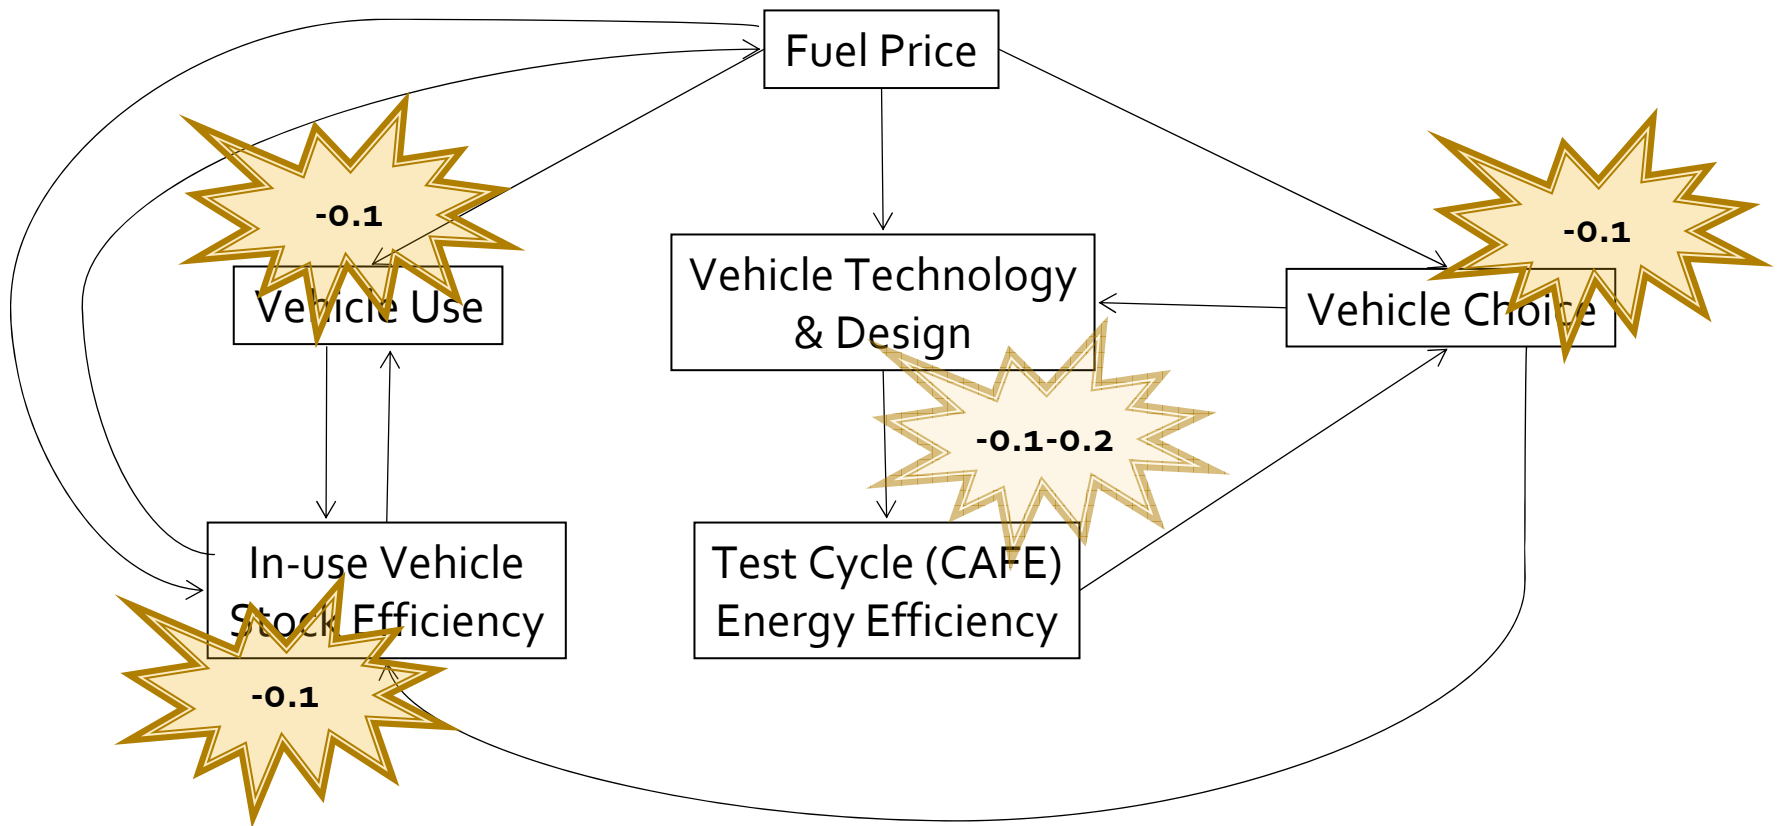 Fuel Price
-0.1
-0.1
Vehicle Use
Vehicle Technology
& Design
Vehicle Choice
-0.1-0.2
In-use Vehicle
Stock Efficiency
Test Cycle (CAFE)
Energy Efficiency
-0.1